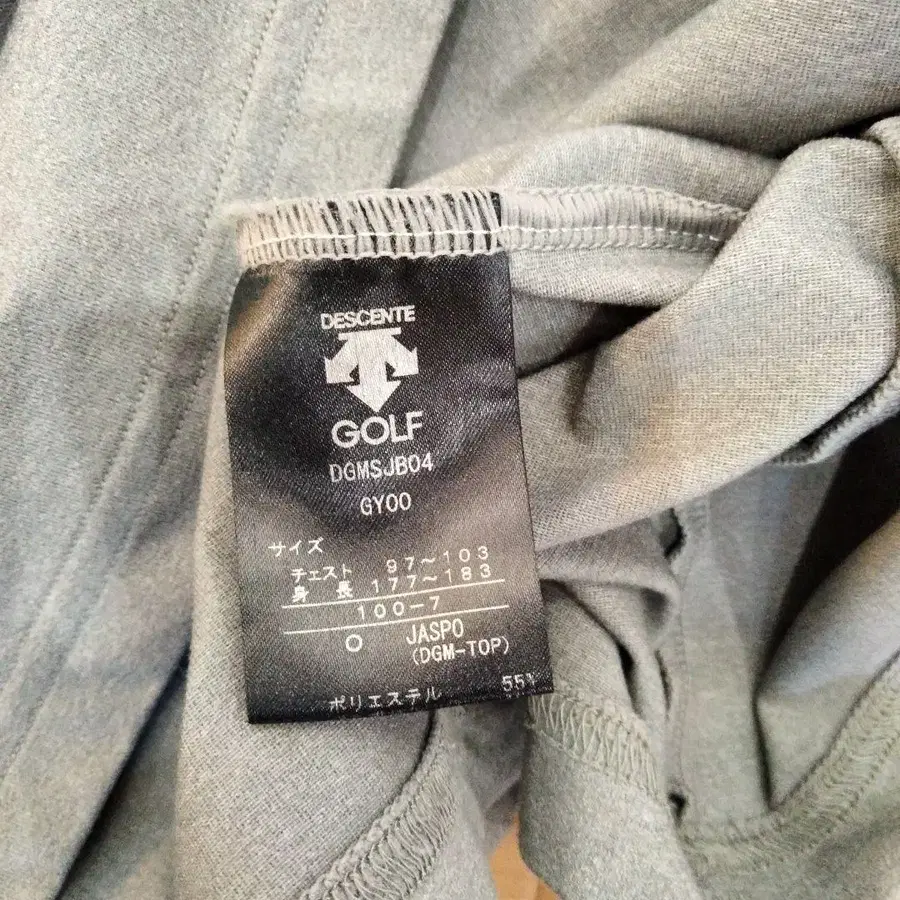 DESCENTE
GOLF
DGMSJB04
GY00
サイズ
チェスト 97~103
身長 177~183
100-7
O JASPO
(DGM-TOP)
ポリエステル 55%